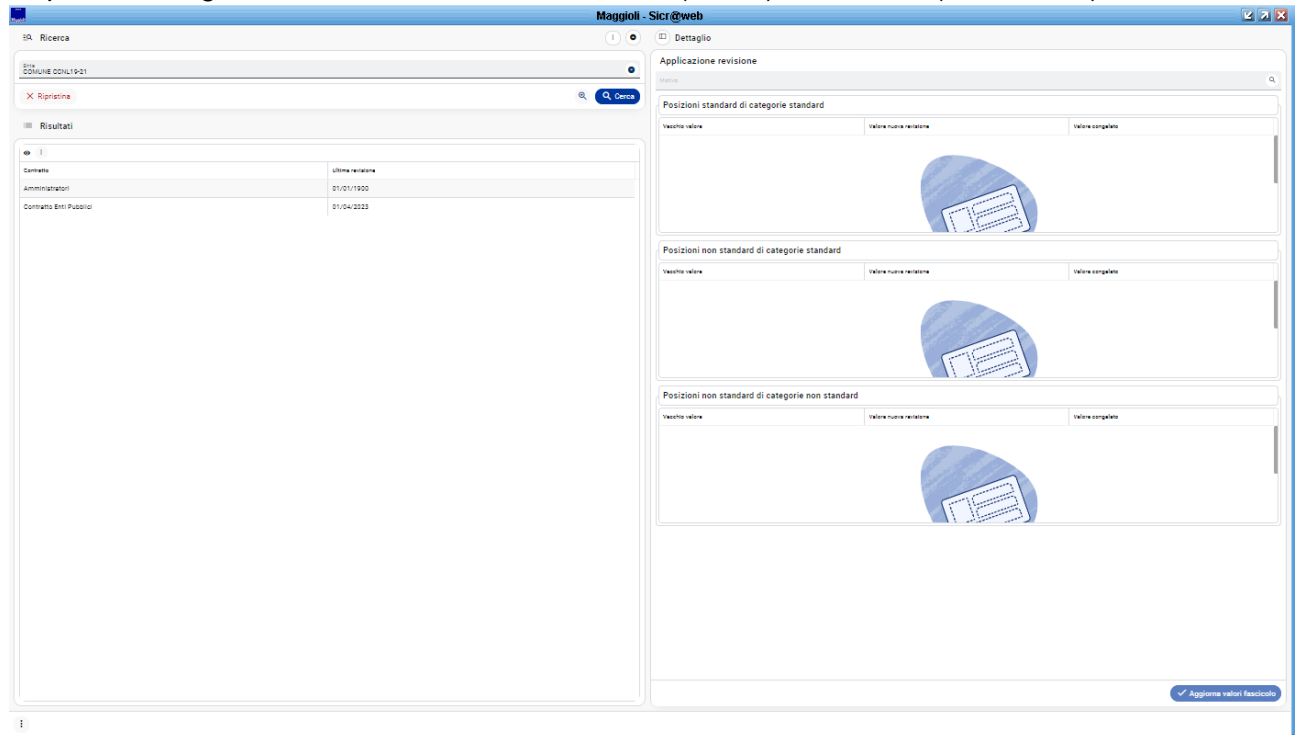 Maggioli - Sicr@web
Ricerca
Ente
COMUNE CCNL19-21
Ripristina
Cerca
Risultati
Contratto
Ultima revisione
Amministratori
01/01/1900
Contratto Enti Pubblici
01/04/2023
Dettaglio
Applicazione revisione
Motivo
Posizioni standard di categorie standard
Vecchio valore
Valore nuova revisione
Valore congelato
Posizioni non standard di categorie standard
Vecchio valore
Valore nuova revisione
Valore congelato
Posizioni non standard di categorie non standard
Vecchio valore
Valore nuova revisione
Valore congelato
Aggiorna valori fascicolo